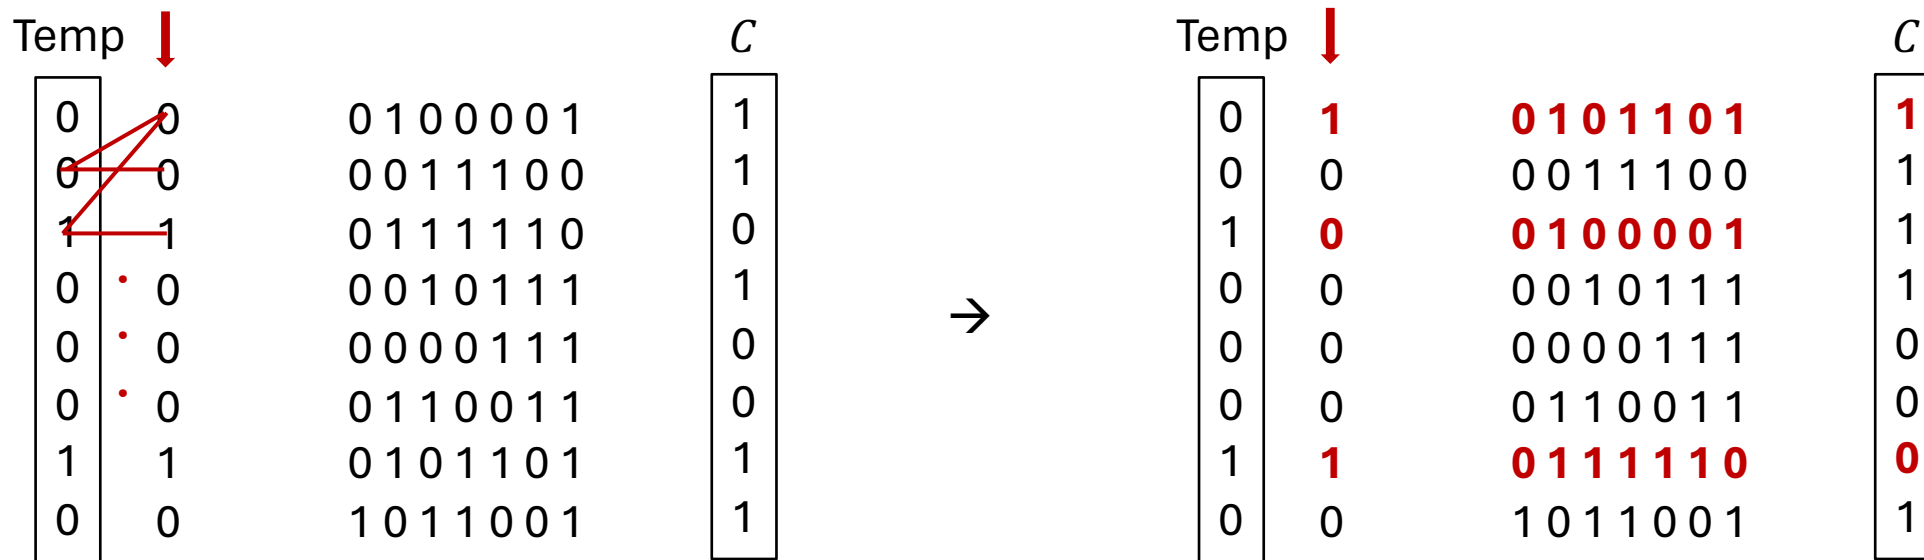 Temp C Temp C
0 0 0 1 0 0 0 0 1 1 0 1 0 1 0 1 1 0 1 1
0 0 0 0 1 1 1 0 0 1 0 0 0 0 1 1 1 0 0 1
1 1 0 1 1 1 1 1 0 0 1 0 0 1 0 0 0 0 1 1
0 0 0 0 1 0 1 1 1 1 → 0 0 0 0 1 0 1 1 1 1
0 0 0 0 0 0 1 1 1 0 0 0 0 0 0 0 1 1 1 0
0 0 0 1 1 0 0 1 1 0 0 0 0 1 1 0 0 1 1 0
1 1 0 1 0 1 1 0 1 1 1 1 0 1 1 1 1 1 0 0
0 0 1 0 1 1 0 0 1 1 0 0 1 0 1 1 0 0 1 1